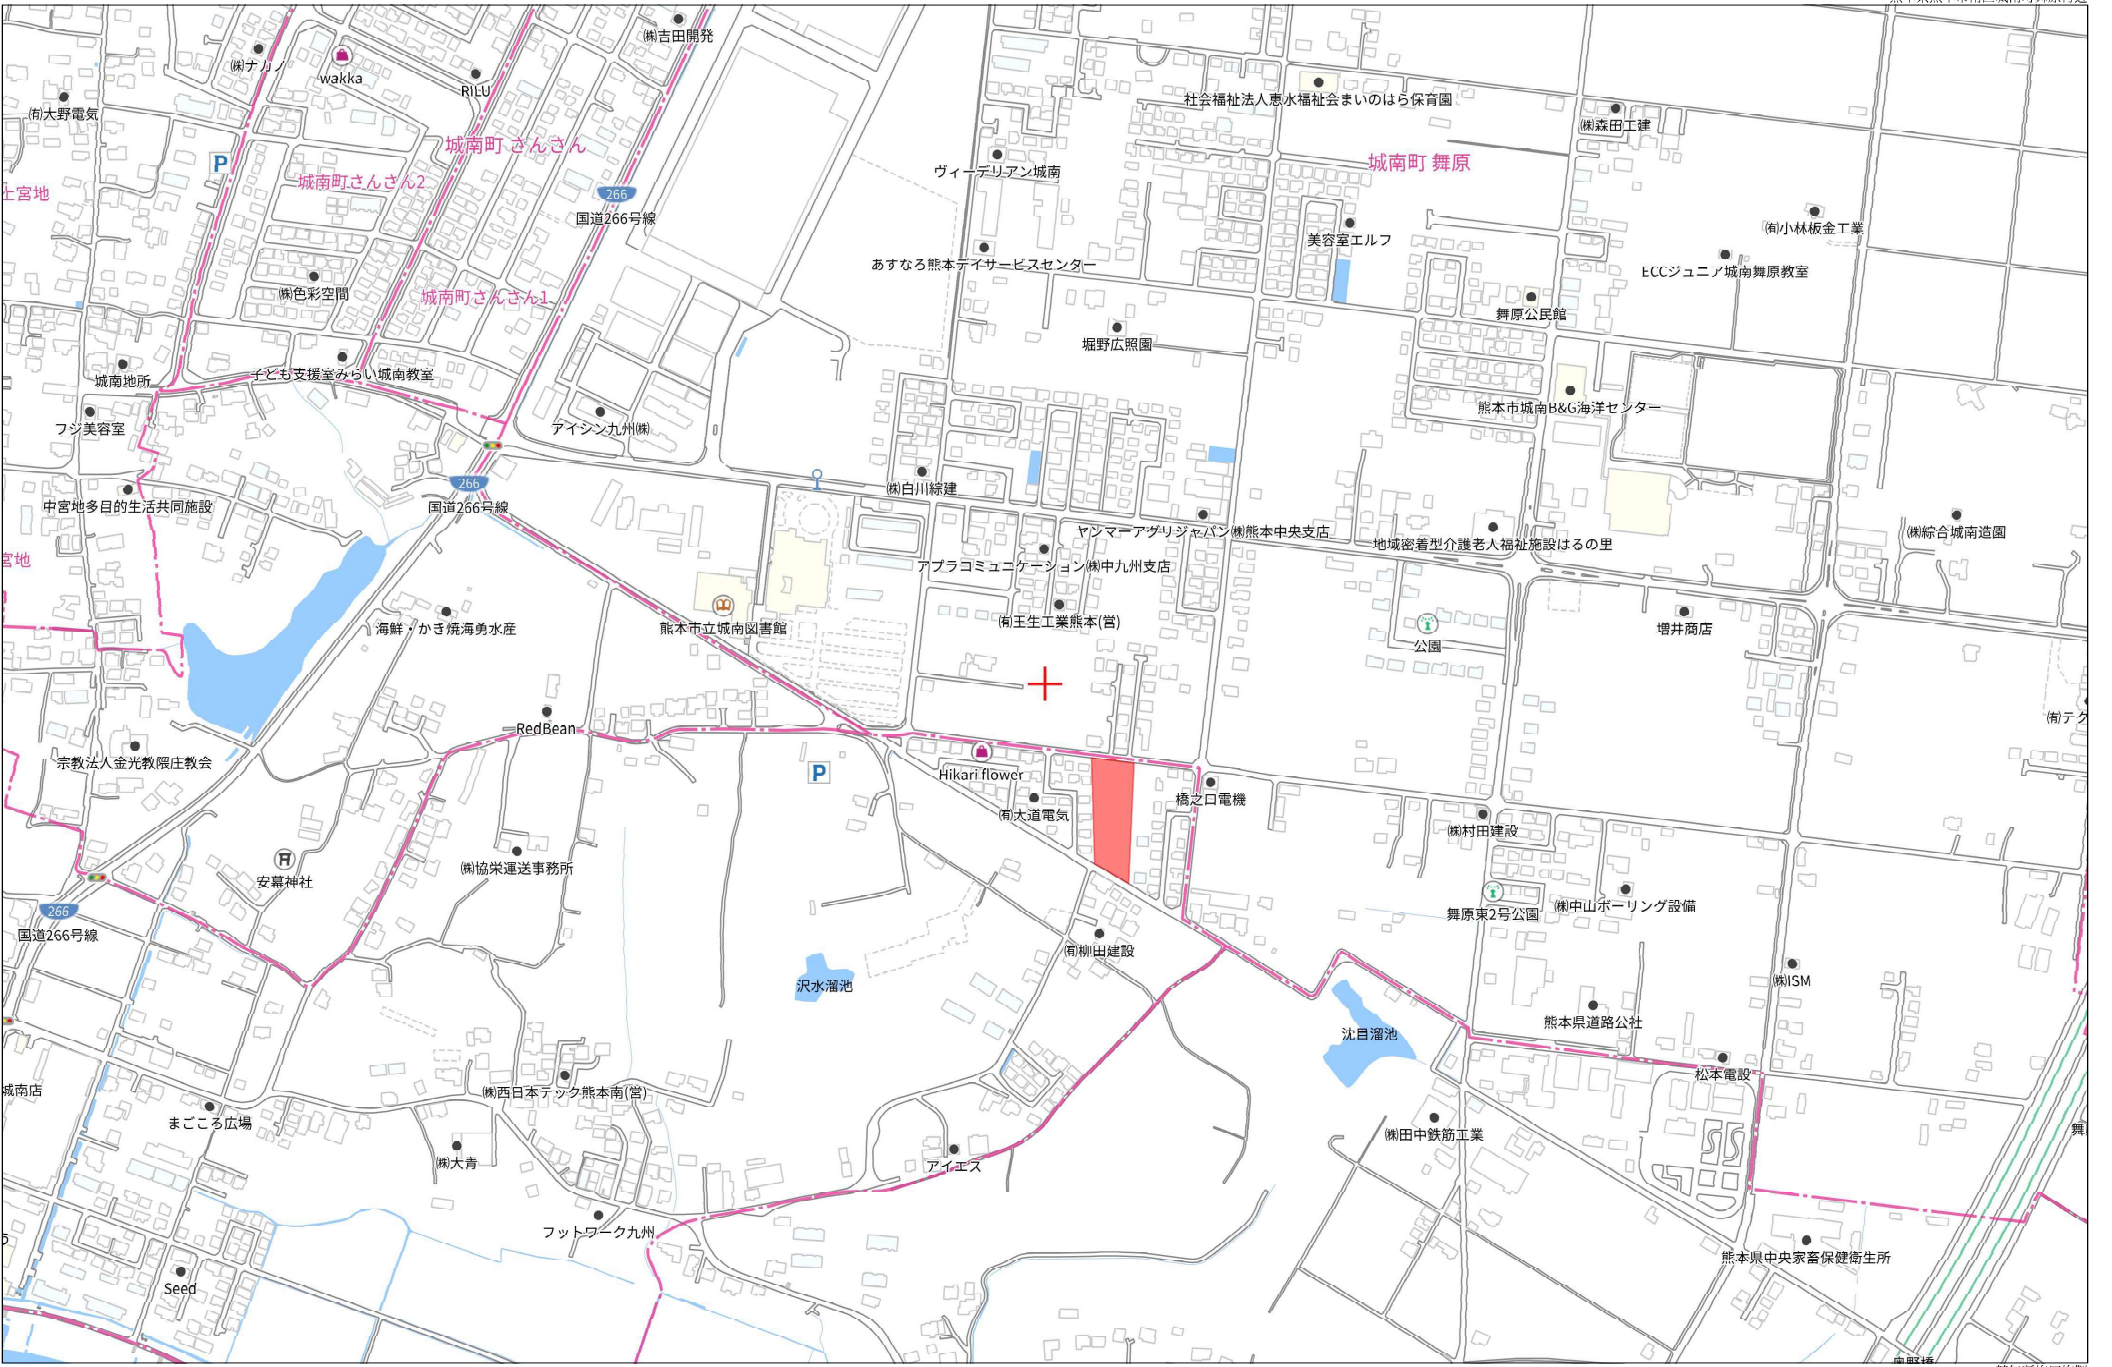 ㈱吉田開発
㈱ナガノ
wakka
RILU
㈲大野電気
社会福祉法人恵水福祉会まいのはら保育園
㈱森田工建
城南町 さんさん
城南町 舞原
P
ヴィーデリアン城南
城南町さんさん2
上宮地
266
国道266号線
㈲小林板金工業
美容室エルフ
あすなろ熊本デイサービスセンター
ECCジュニア城南舞原教室
㈱色彩空間
城南町さんさん1
舞原公民館
堀野広照園
城南地所
子ども支援室みらい城南教室
熊本市城南B&G海洋センター
フジ美容室
アイシン九州㈱
266
国道266号線
㈱白川綜建
中宮地多目的生活共同施設
ヤンマーアグリジャパン㈱熊本中央支店
㈱綜合城南造園
地域密着型介護老人福祉施設はるの里
宮地
アプラコミュニケーション㈱中九州支店
㈲王生工業熊本(営)
海鮮・かき焼海勇水産
熊本市立城南図書館
増井商店
公園
㈲テク
RedBean
宗教法人金光教隈庄教会
P
Hikari flower
橋之口電機
㈲大道電気
㈱村田建設
㈱協栄運送事務所
安幕神社
266
国道266号線
舞原東2号公園
㈱中山ボーリング設備
㈲柳田建設
沢水溜池
㈱ISM
熊本県道路公社
沈目溜池
松本電設
城南店
㈱西日本テック熊本南(営)
まごころ広場
㈱田中鉄筋工業
舞
㈱大青
アイエス
フットワーク九州
熊本県中央家畜保健衛生所
Seed